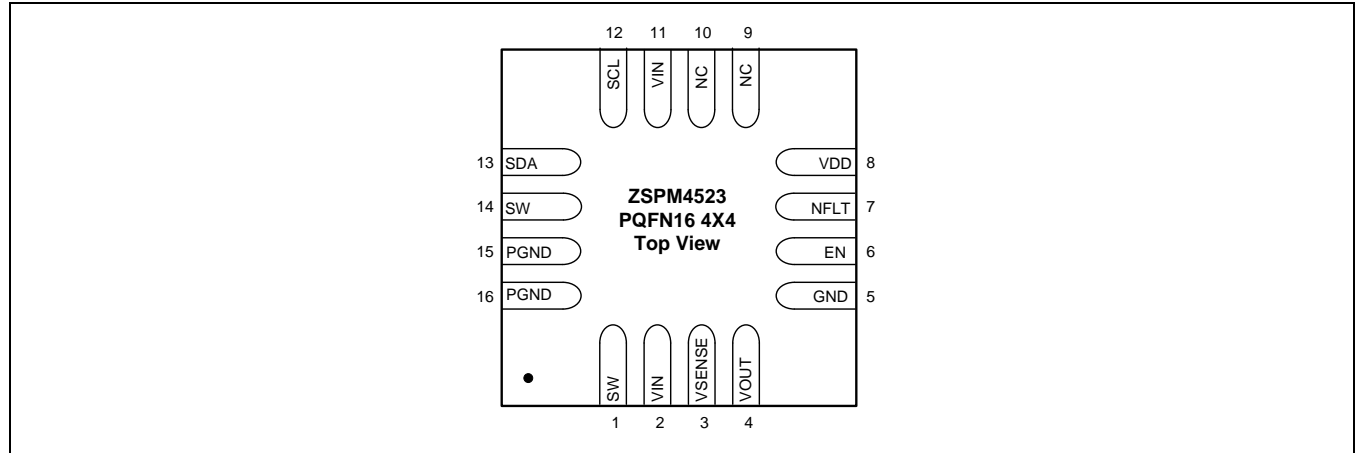 12 11 10 9
SCL VIN NC NC
13 SDA VDD 8
14 SW NFLT 7
15 PGND EN 6
16 PGND GND 5
ZSPM4523
PQFN16 4X4
Top View
SW VIN VSENSE VOUT
1 2 3 4